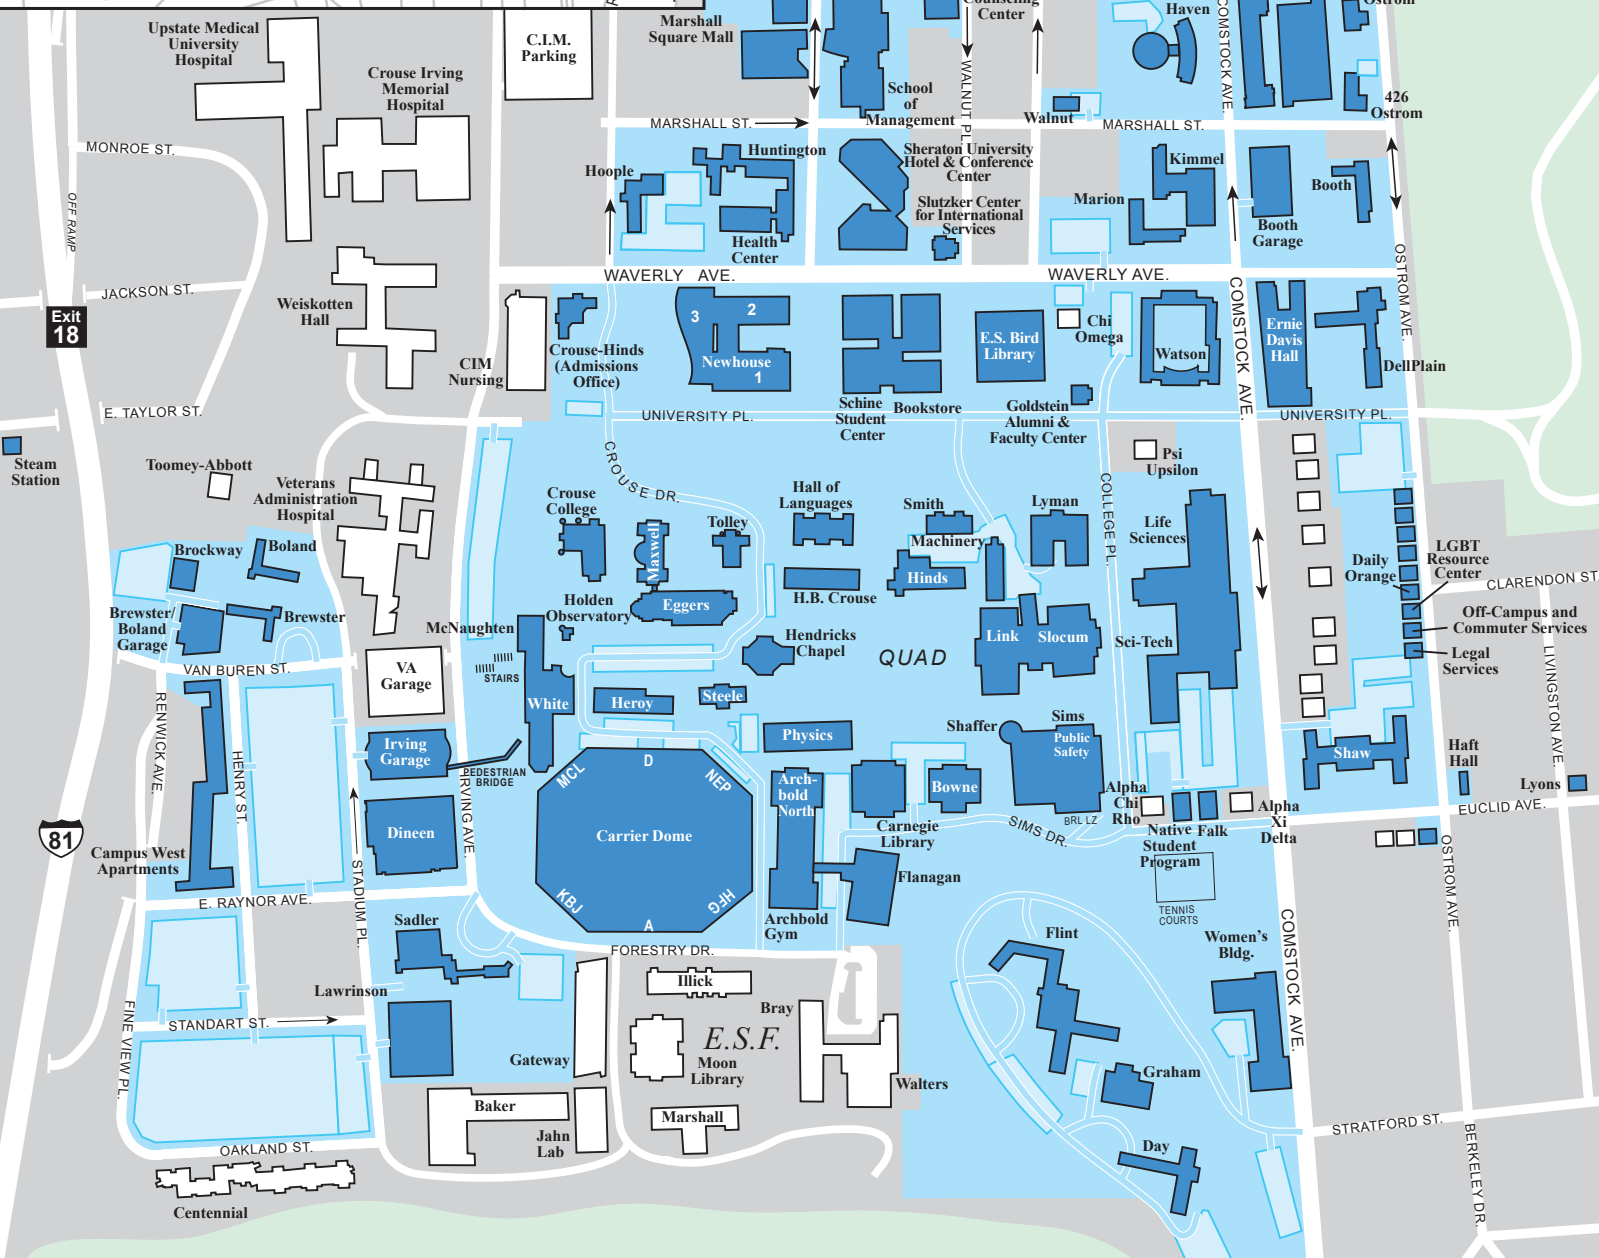 Upstate Medical
University
Hospital
Crouse Irving
Memorial
Hospital
C.I.M.
Parking
Marshall
Square Mall
Counseling
Center
Haven
Ostrom
COMSTOCK AVE.
WALNUT PL.
School
of
Management
Walnut
426
Ostrom
MARSHALL ST.
MARSHALL ST.
MONROE ST.
OFF RAMP
Hoople
Huntington
Sheraton University
Hotel & Conference
Center
Slutzker Center
for International
Services
Health
Center
Kimmel
Marion
Booth
Booth
Garage
OSTROM AVE.
WAVERLY AVE.
WAVERLY AVE.
JACKSON ST.
Exit
18
Weiskotten
Hall
CIM
Nursing
Crouse-Hinds
(Admissions
Office)
3
2
Newhouse
1
Schine
Student
Center
Bookstore
E.S. Bird
Library
Chi
Omega
Watson
COMSTOCK AVE.
Ernie
Davis
Hall
DellPlain
Goldstein
Alumni &
Faculty Center
E. TAYLOR ST.
UNIVERSITY PL.
UNIVERSITY PL.
Steam
Station
Toomey-Abbott
Veterans
Administration
Hospital
CROUSE DR.
Crouse
College
Maxwell
Tolley
Hall of
Languages
Smith
Machinery
Lyman
COLLEGE PL.
Psi
Upsilon
Life
Sciences
Brockway
Boland
Brewster/
Boland
Garage
Brewster
Holden
Observatory
Eggers
H.B. Crouse
Hinds
Daily
Orange
LGBT
Resource
Center
CLARENDON ST.
Off-Campus and
Commuter Services
Legal
Services
McNaughten
STAIRS
Hendricks
Chapel
QUAD
Link
Slocum
Sci-Tech
VAN BUREN ST.
VA
Garage
White
Heroy
Steele
LIVINGSTON AVE.
RENWICK AVE.
HENRY ST.
Irving
Garage
PEDESTRIAN
BRIDGE
IRVING AVE.
Physics
Shaffer
Sims
Public
Safety
Shaw
Haft
Hall
Lyons
MCL
D
NEP
Carrier Dome
KBJ
A
HFG
Arch-
bold
North
Bowne
Carnegie
Library
SIMS DR.
BRL LZ
Alpha
Chi
Rho
Native
Student
Program
Falk
Alpha
Xi
Delta
EUCLID AVE.
81
Campus West
Apartments
Dineen
STADIUM PL.
E. RAYNOR AVE.
Flanagan
Archbold
Gym
TENNIS
COURTS
OSTROM AVE.
Sadler
FORESTRY DR.
Flint
Women's
Bldg.
COMSTOCK AVE.
Lawrinson
Illick
Bray
FINE VIEW PL.
STANDART ST.
Gateway
E.S.F.
Moon
Library
Walters
Graham
Baker
Jahn
Lab
Marshall
Day
STRATFORD ST.
BERKELEY DR.
OAKLAND ST.
Centennial